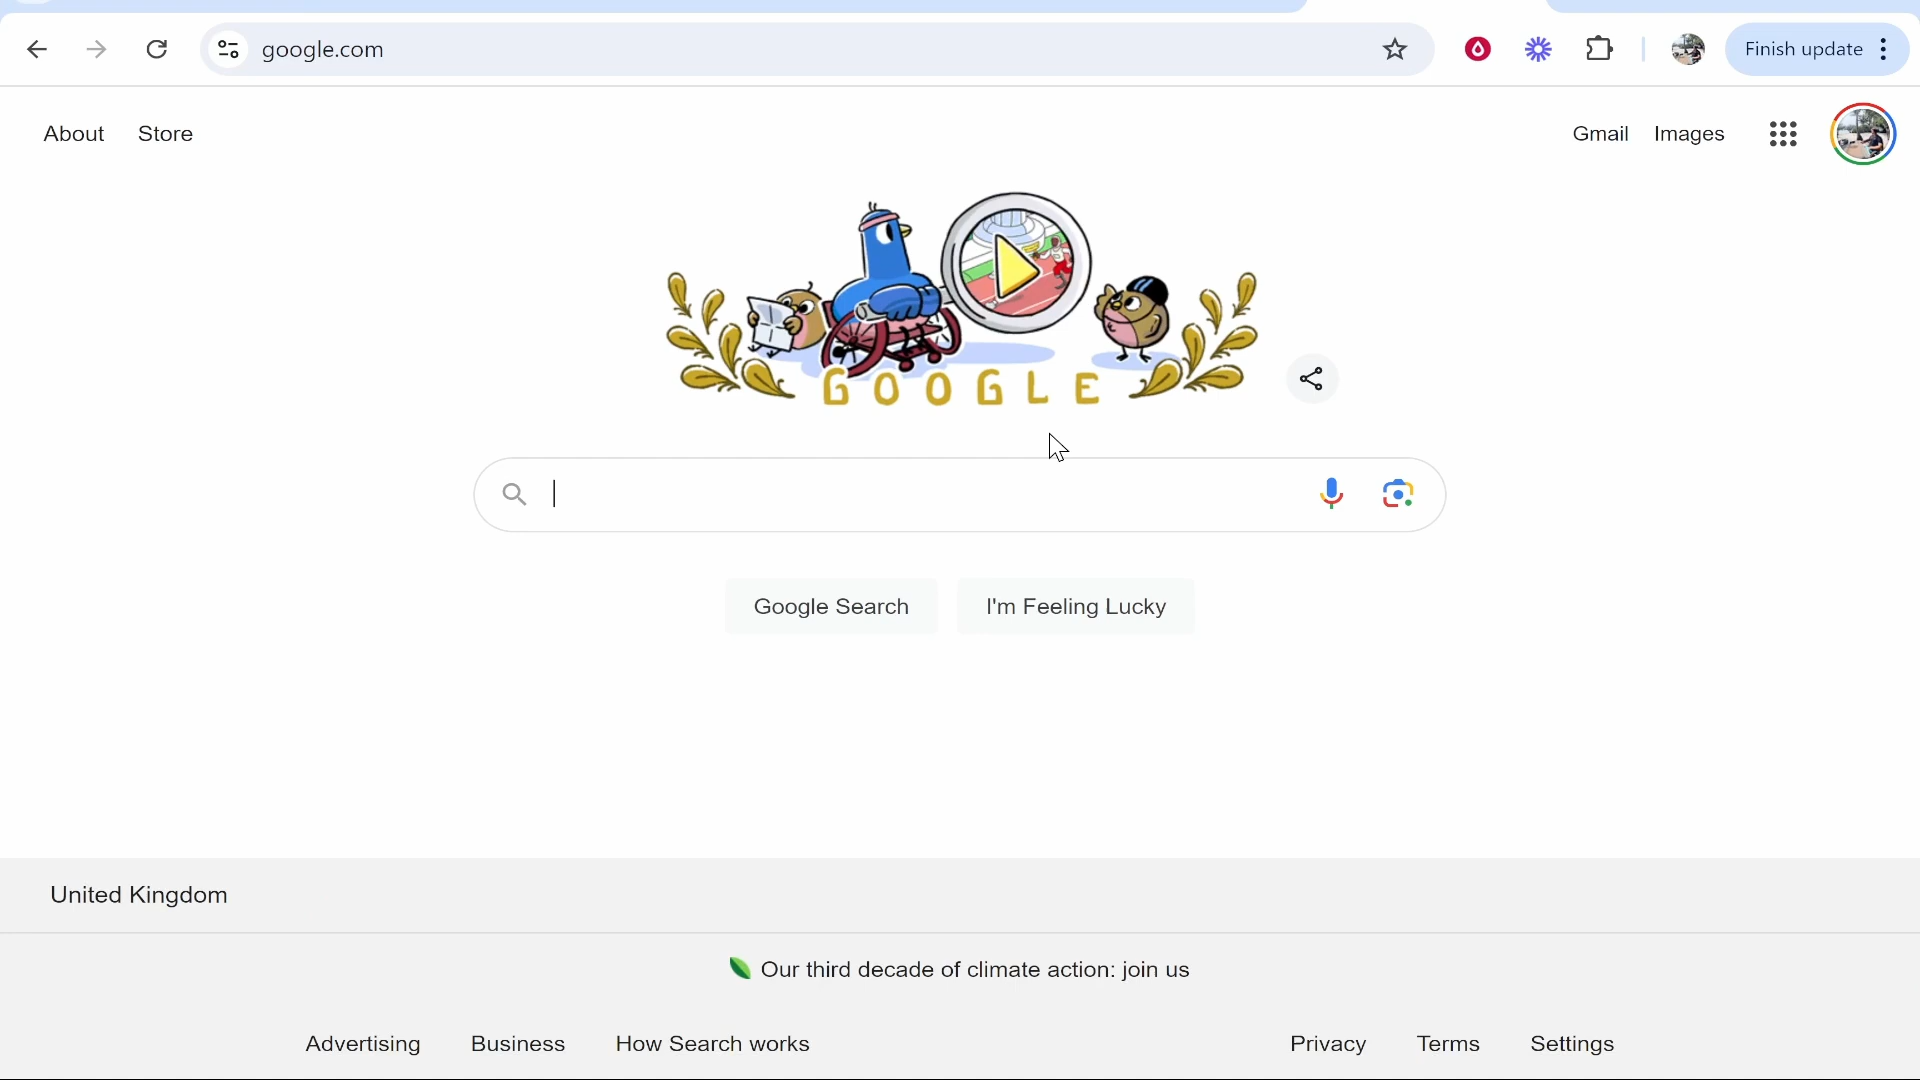 google.com
Finish update
About Store
Gmail Images
GOOGLE
Google Search
I'm Feeling Lucky
United Kingdom
Our third decade of climate action: join us
Advertising Business How Search works
Privacy Terms Settings